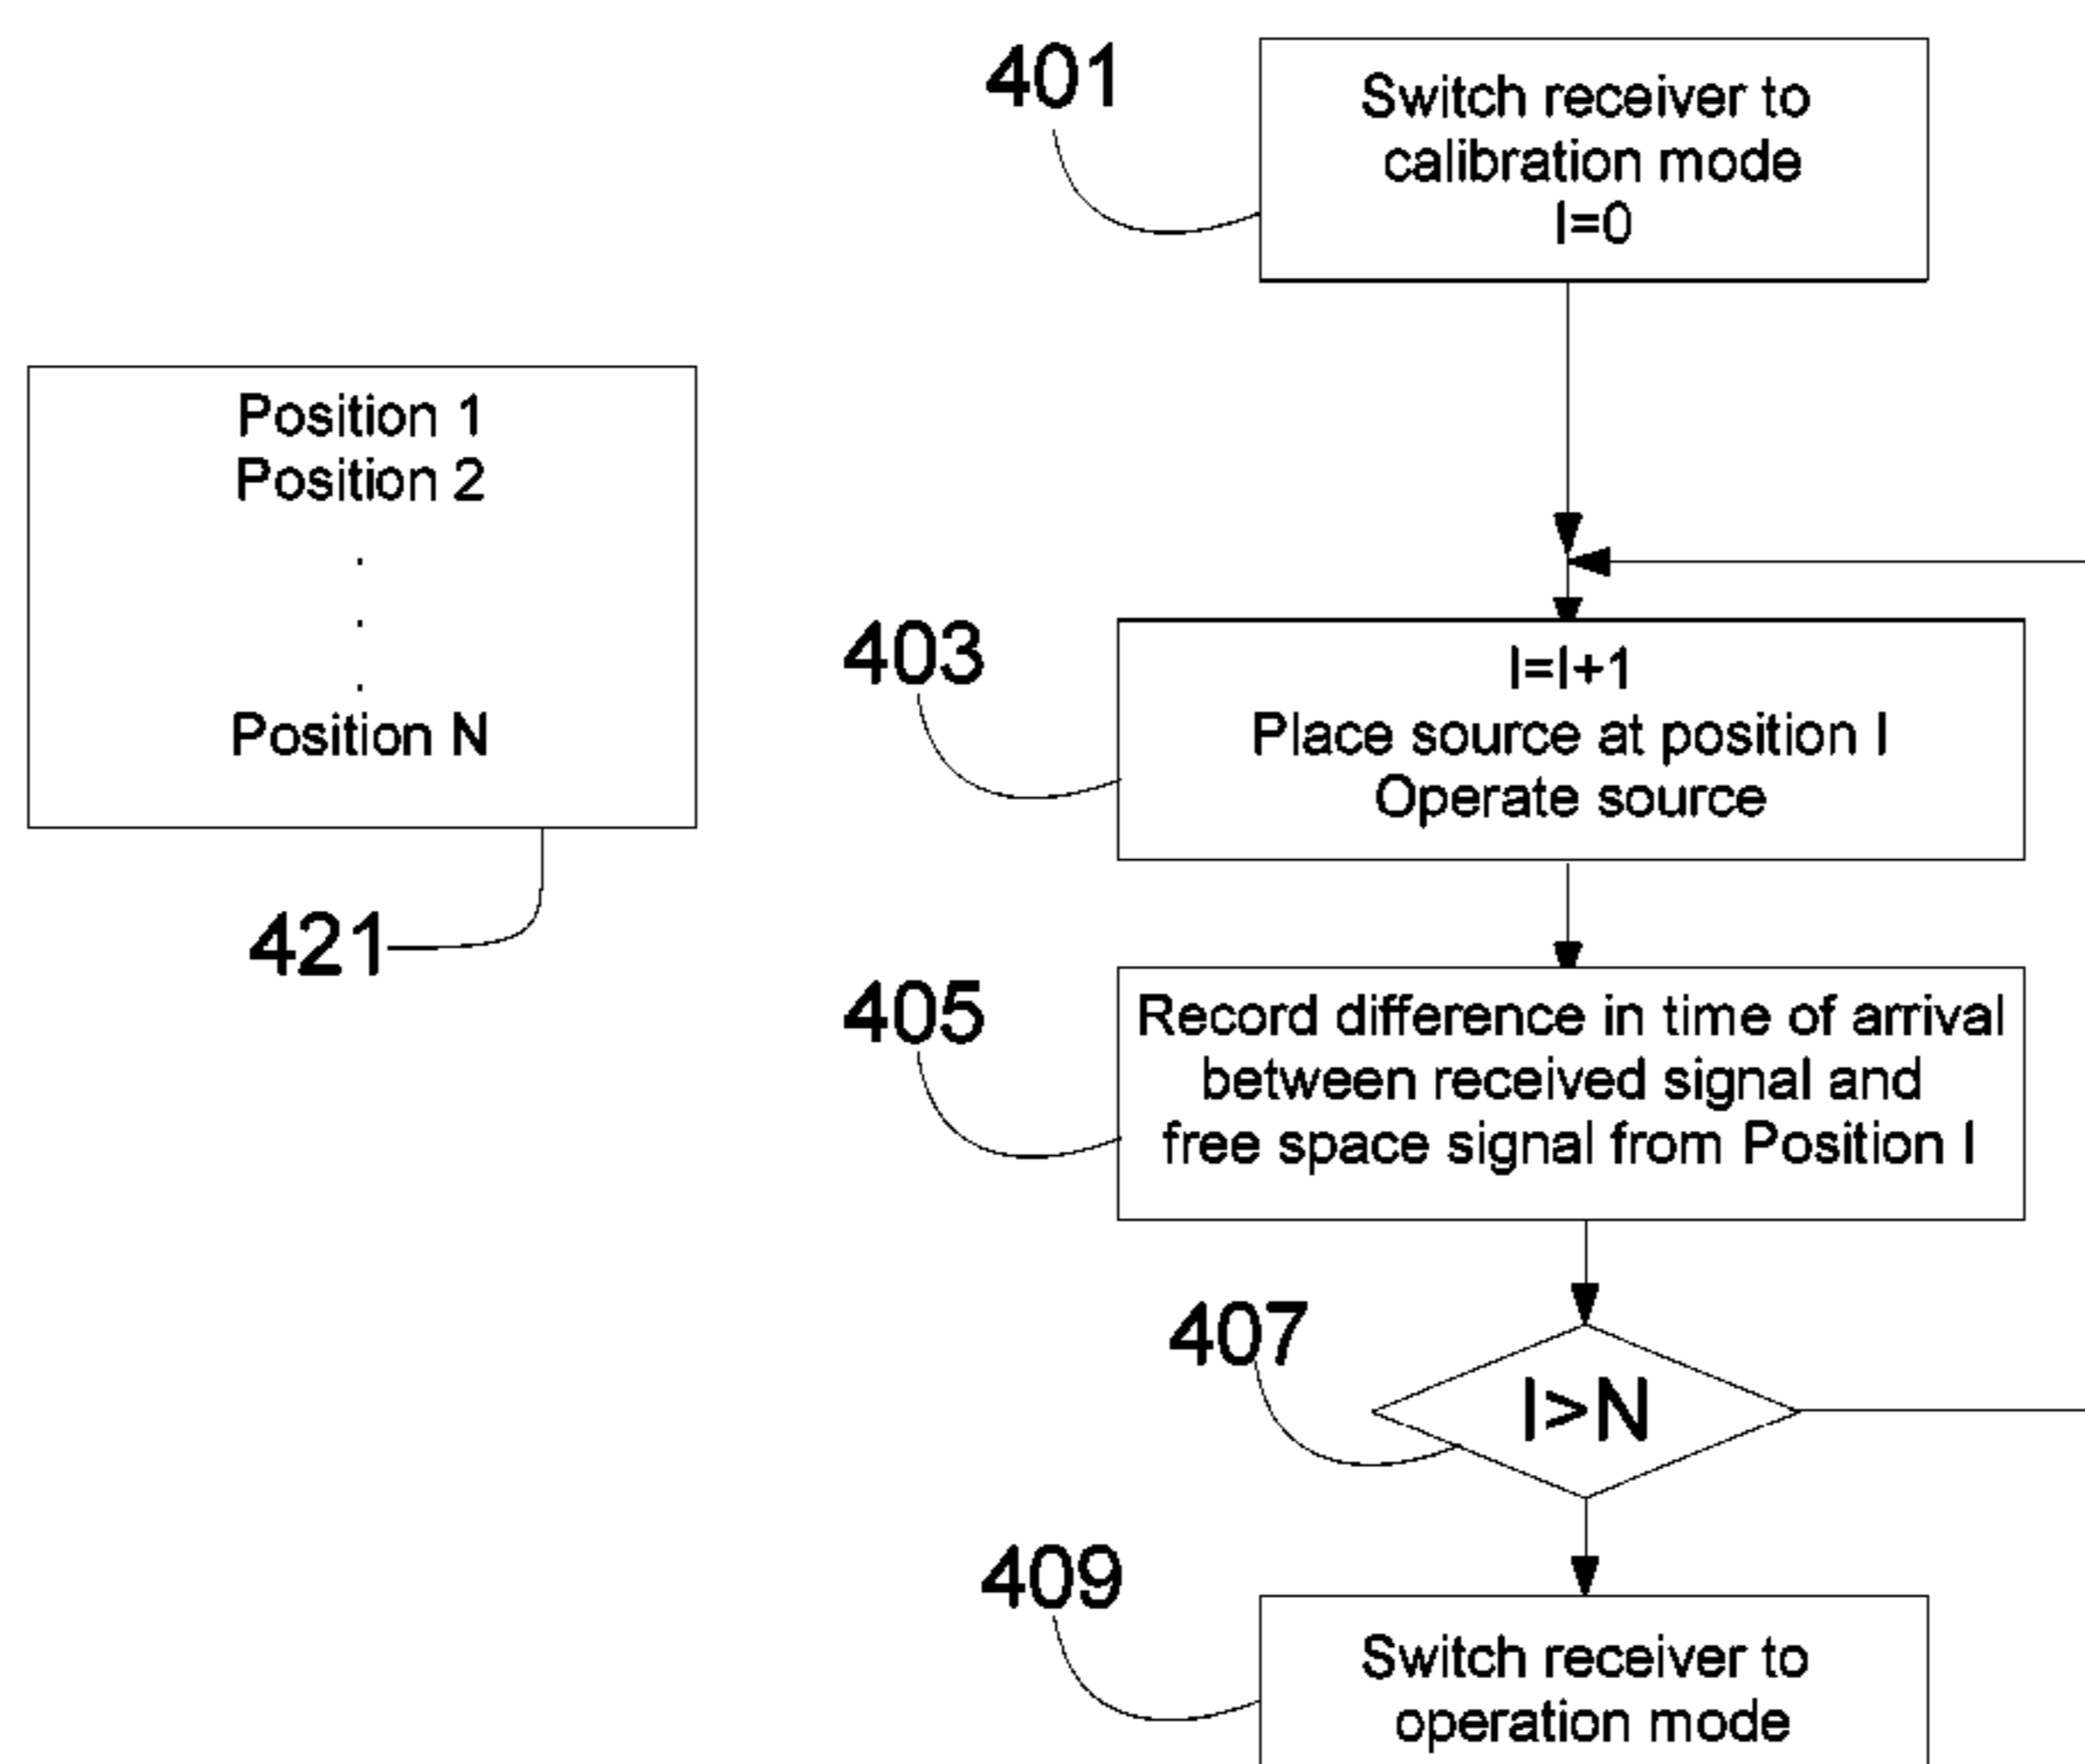 401
Switch receiver to
calibration mode
I=0
Position 1
Position 2
.
.
.
Position N
421
403
I=I+1
Place source at position I
Operate source
405
Record difference in time of arrival
between received signal and
free space signal from Position I
407
I>N
409
Switch receiver to
operation mode